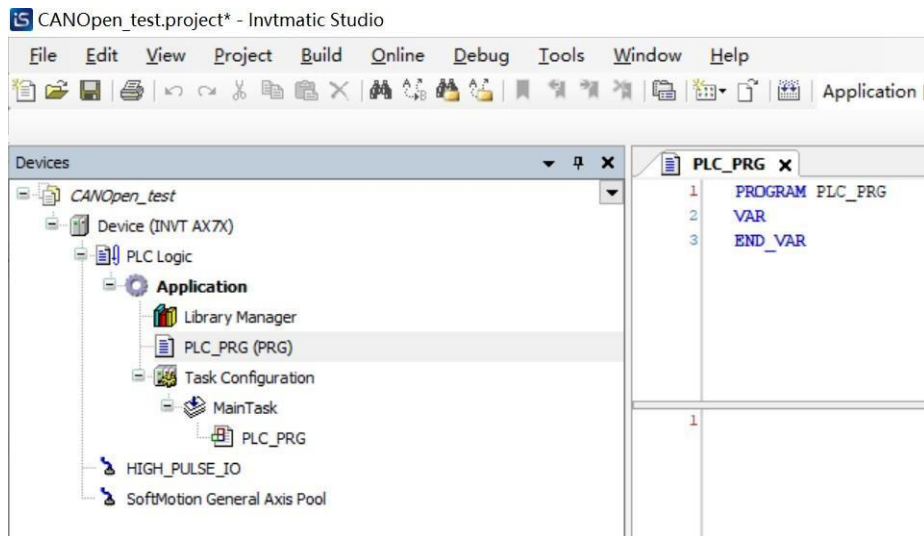 iS CANOpen_test.project* - Invtmatic Studio
File Edit View Project Build Online Debug Tools Window Help
Application
Devices
CANOpen_test
Device (INVT AX7X)
PLC Logic
Application
Library Manager
PLC_PRG (PRG)
Task Configuration
MainTask
PLC_PRG
HIGH_PULSE_IO
SoftMotion General Axis Pool
PLC_PRG X
1 PROGRAM PLC_PRG
2 VAR
3 END_VAR
1